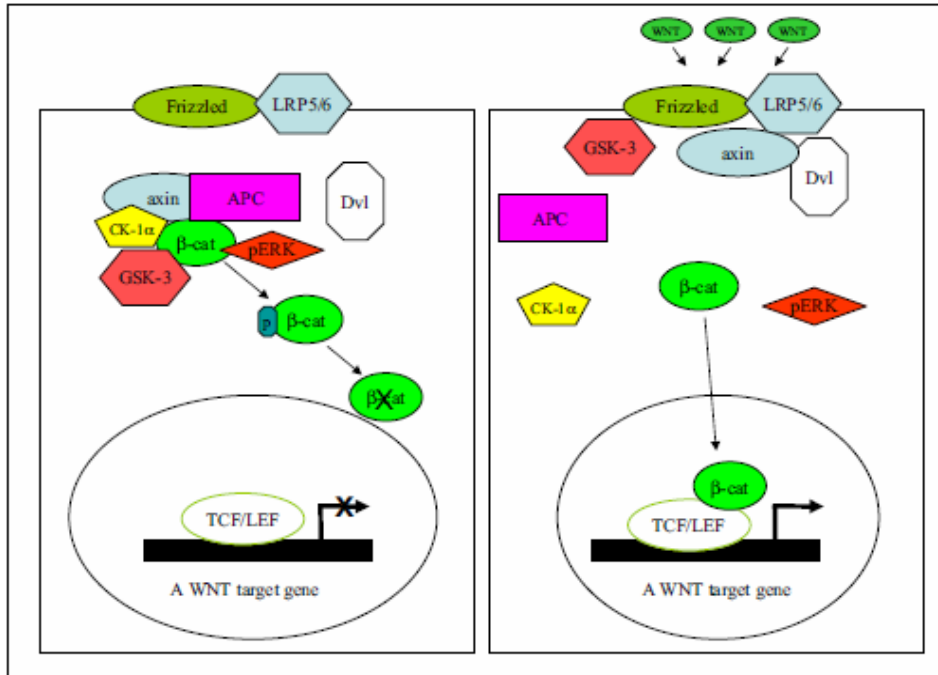 Frizzled
LRP5/6
axin
APC
Dvl
CK-1α
β-cat
pERK
GSK-3
p
β-cat
β-cat
TCF/LEF
X
A WNT target gene
WNT
WNT
WNT
Frizzled
LRP5/6
GSK-3
axin
Dvl
APC
β-cat
CK-1α
pERK
β-cat
TCF/LEF
A WNT target gene